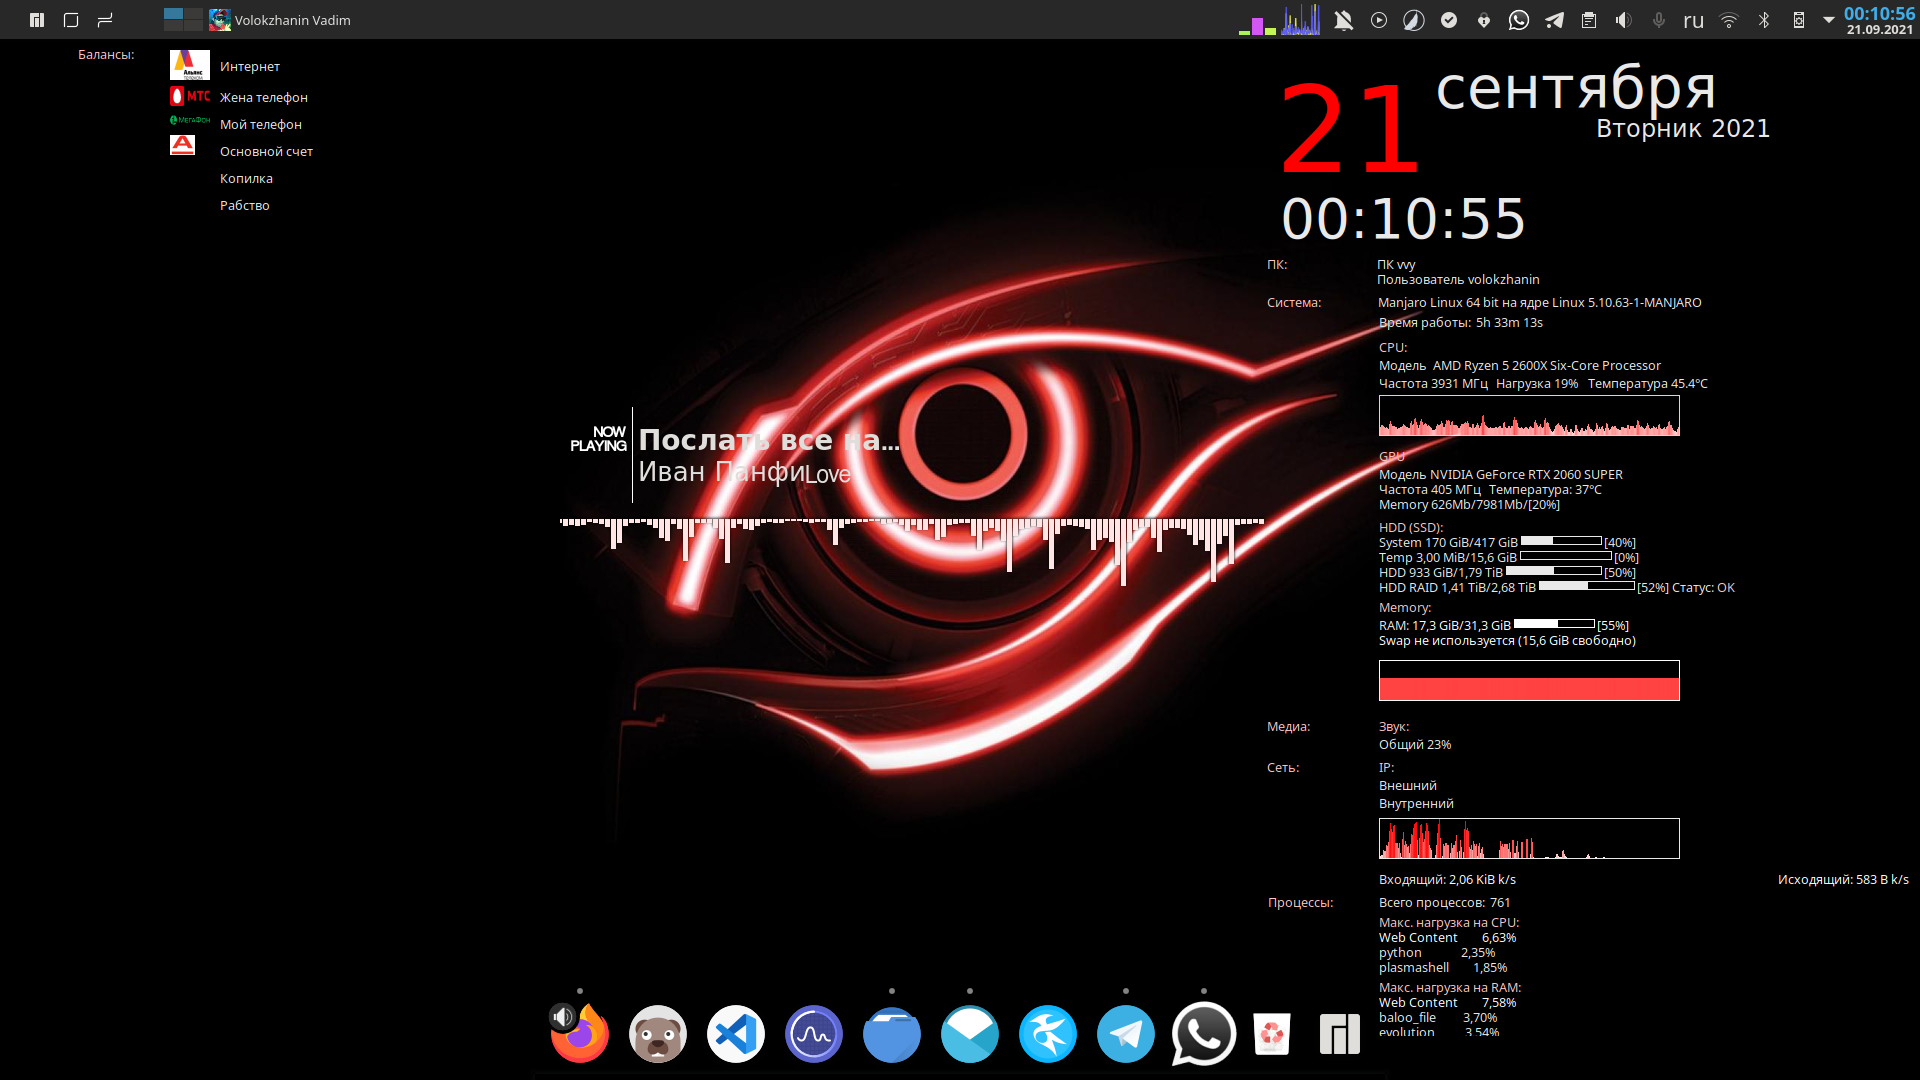 Volokzhanin Vadim
ru
00:10:56
21.09.2021
Балансы:
Альянс
ТЕЛЕКОМ
Интернет
МТС
Жена телефон
МЕГАФОН
Мой телефон
Основной счет
Копилка
Рабство
21
сентября
Вторник 2021
00:10:55
ПК:
ПК vvy
Пользователь volokzhanin
Система:
Manjaro Linux 64 bit на ядре Linux 5.10.63-1-MANJARO
Время работы: 5h 33m 13s
CPU:
Модель AMD Ryzen 5 2600X Six-Core Processor
Частота 3931 МГц Нагрузка 19% Температура 45.4°C
GPU
Модель NVIDIA GeForce RTX 2060 SUPER
Частота 405 МГц Температура: 37°C
Memory 626Mb/7981Mb/[20%]
HDD (SSD):
System 170 GiB/417 GiB [40%]
Temp 3,00 MiB/15,6 GiB [0%]
HDD 933 GiB/1,79 TiB [50%]
HDD RAID 1,41 TiB/2,68 TiB [52%] Статус: OK
Memory:
RAM: 17,3 GiB/31,3 GiB [55%]
Swap не используется (15,6 GiB свободно)
NOW
PLAYING
Послать все на...
Иван ПанфиLove
Медиа:
Звук:
Общий 23%
Сеть:
IP:
Внешний
Внутренний
Входящий: 2,06 KiB k/s
Исходящий: 583 B k/s
Процессы:
Всего процессов: 761
Макс. нагрузка на CPU:
Web Content 6,63%
python 2,35%
plasmashell 1,85%
Макс. нагрузка на RAM:
Web Content 7,58%
baloo_file 3,70%
evolution 3,54%